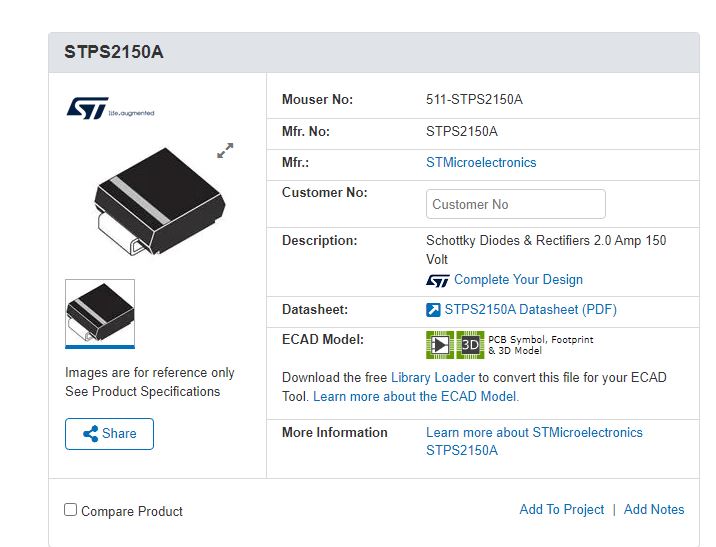 STPS2150A
ST
life.augmented
Images are for reference only
See Product Specifications
Share
Mouser No: 511-STPS2150A
Mfr. No: STPS2150A
Mfr.: STMicroelectronics
Customer No: Customer No
Description: Schottky Diodes & Rectifiers 2.0 Amp 150
Volt
ST Complete Your Design
Datasheet: STPS2150A Datasheet (PDF)
ECAD Model: 3D PCB Symbol, Footprint
& 3D Model
Download the free Library Loader to convert this file for your ECAD
Tool. Learn more about the ECAD Model.
More Information Learn more about STMicroelectronics
STPS2150A
Compare Product
Add To Project | Add Notes